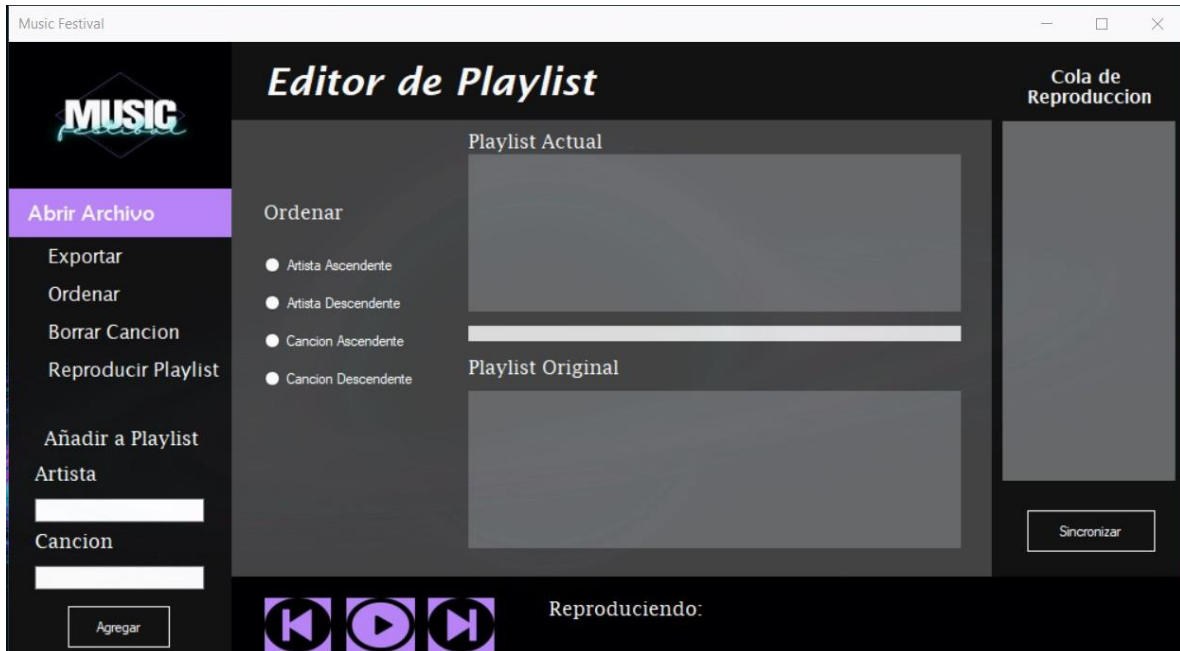 Music Festival
MUSIC
festival
Editor de Playlist
Cola de
Reproduccion
Abrir Archivo
Exportar
Ordenar
Borrar Cancion
Reproducir Playlist
Añadir a Playlist
Artista
Cancion
Agregar
Ordenar
Artista Ascendente
Artista Descendente
Cancion Ascendente
Cancion Descendente
Playlist Actual
Playlist Original
Sincronizar
Reproduciendo: